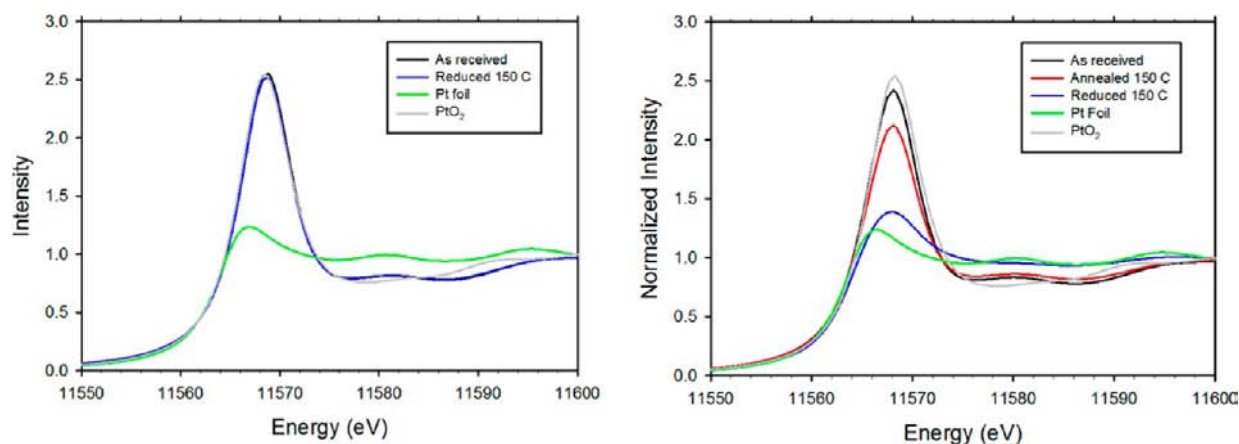 3.0
2.5
2.0
1.5
1.0
0.5
0.0
Intensity
As received
Reduced 150 C
Pt foil
PtO₂
11550 11560 11570 11580 11590 11600
Energy (eV)
3.0
2.5
2.0
1.5
1.0
0.5
0.0
Normalized Intensity
As received
Annealed 150 C
Reduced 150 C
Pt Foil
PtO₂
11550 11560 11570 11580 11590 11600
Energy (eV)